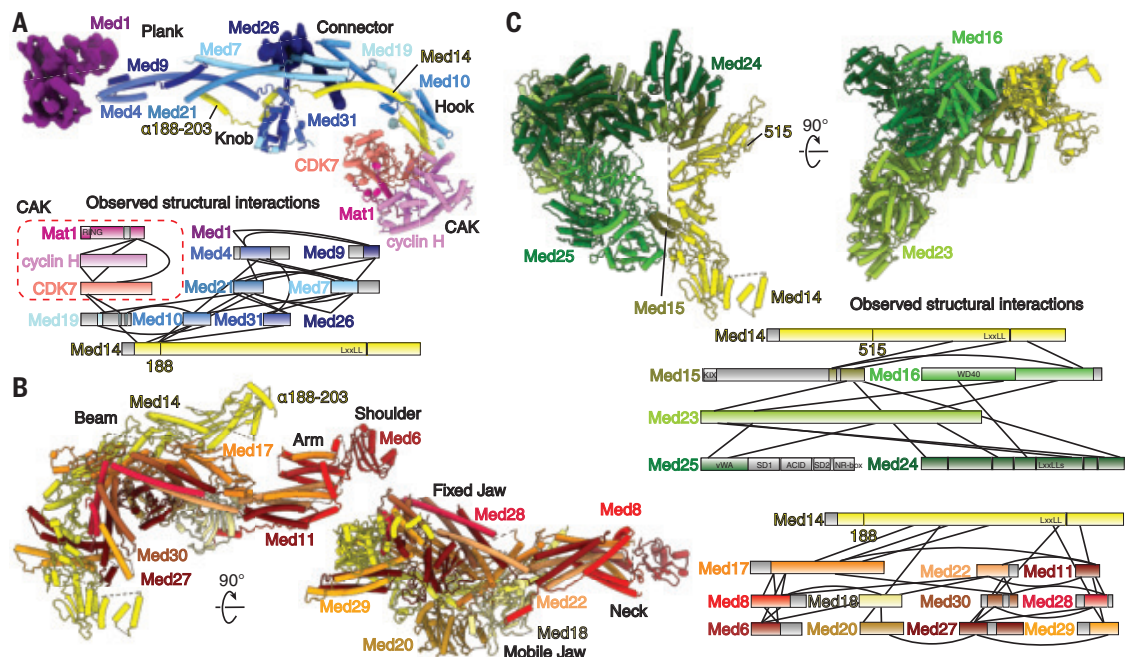 A
Med1
Plank
Med26
Connector
Med7
Med19
Med14
Med9
Med10
Hook
Med4
Med21
α188-203
Knob
Med31
CDK7
Mat1
CAK
cyclin H
CAK
Observed structural interactions
Mat1
RING
Med1
cyclin H
Med4
Med9
CDK7
Med21
Med7
Med19
Med10
Med31
Med26
Med14
188
LxxLL
B
Beam
Med14
α188-203
Shoulder
Med6
Arm
Med17
Fixed Jaw
Med28
Med8
Med30
Med11
Med27
90°
Med29
Med22
Neck
Med20
Med18
Mobile Jaw
C
Med24
515
90°
Med16
Med25
Med23
Med15
Med14
Observed structural interactions
Med14
515
LxxLL
Med15
KIX
Med16
WD40
Med23
Med25
vWA
SD1
ACID
SD2
NR-box
Med24
LxxLLs
Med14
188
LxxLL
Med17
Med22
Med11
Med8
Med18
Med30
Med28
Med6
Med20
Med27
Med29